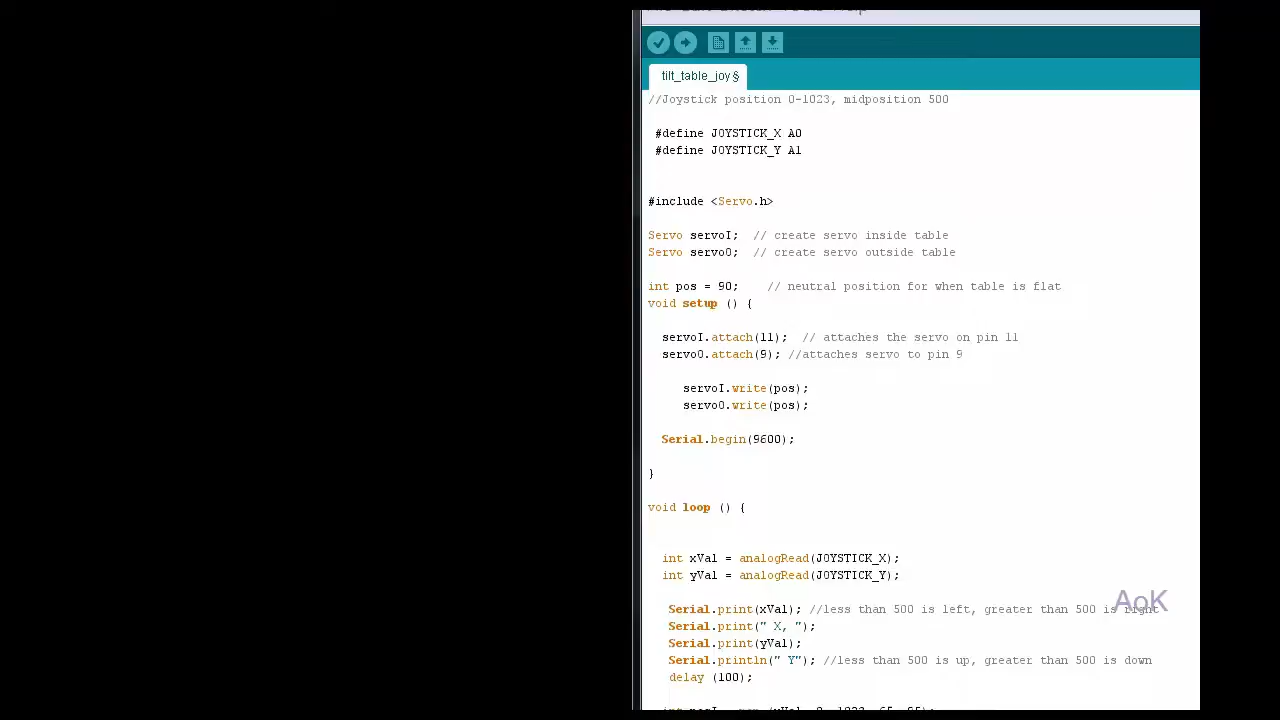 tilt_table_joy§
//Joystick position 0-1023, midposition 500
#define JOYSTICK_X A0
#define JOYSTICK_Y A1
#include <Servo.h>
Servo servoI;  // create servo inside table
Servo servoO;  // create servo outside table
int pos = 90;    // neutral position for when table is flat
void setup () {
servoI.attach(11);  // attaches the servo on pin 11
servoO.attach(9); //attaches servo to pin 9
servoI.write(pos);
servoO.write(pos);
Serial.begin(9600);
}
void loop () {
int xVal = analogRead(JOYSTICK_X);
int yVal = analogRead(JOYSTICK_Y);
Serial.print(xVal); //less than 500 is left, greater than 500 is right
Serial.print(" X, ");
Serial.print(yVal);
Serial.println(" Y"); //less than 500 is up, greater than 500 is down
delay (100);
AoK